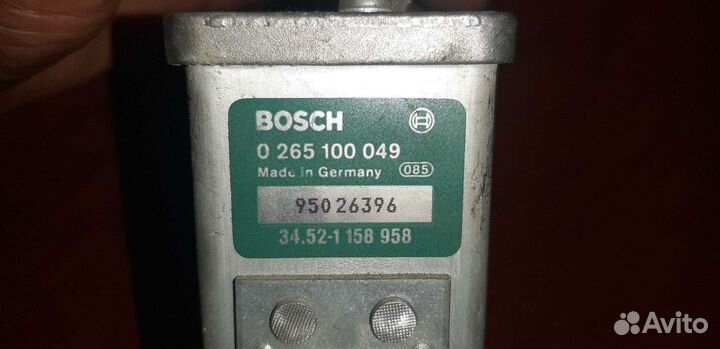 BOSCH
0 265 100 049
Made in Germany 085
95026396
34.52-1 158 958
Avito